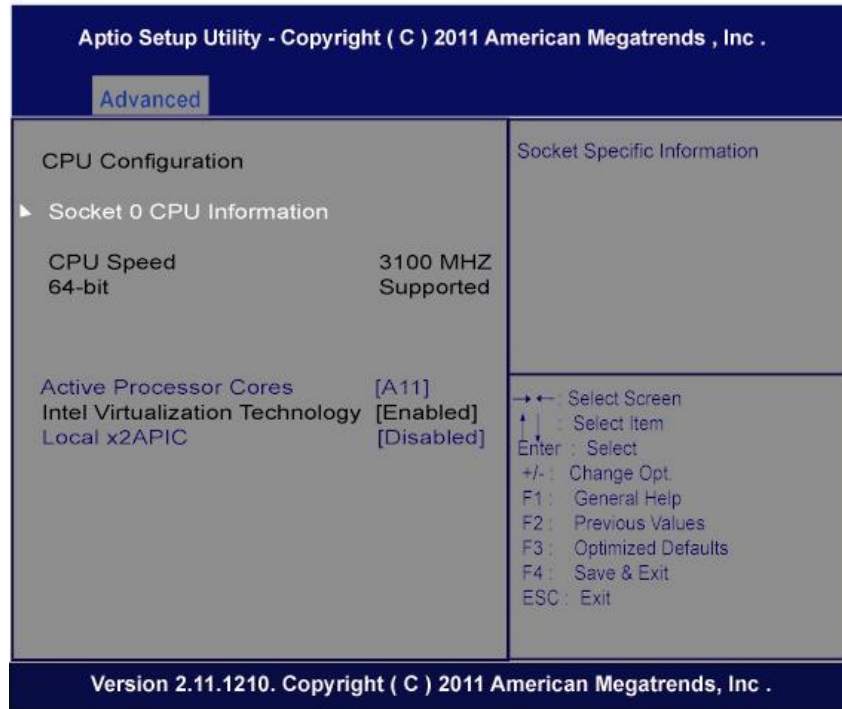 Aptio Setup Utility - Copyright ( C ) 2011 American Megatrends , Inc .
Advanced
CPU Configuration
Socket 0 CPU Information
CPU Speed 3100 MHZ
64-bit Supported
Active Processor Cores [A11]
Intel Virtualization Technology [Enabled]
Local x2APIC [Disabled]
Socket Specific Information
→ ←: Select Screen
↑↓ : Select Item
Enter : Select
+/- : Change Opt.
F1 : General Help
F2 : Previous Values
F3 : Optimized Defaults
F4 : Save & Exit
ESC : Exit
Version 2.11.1210. Copyright ( C ) 2011 American Megatrends, Inc .